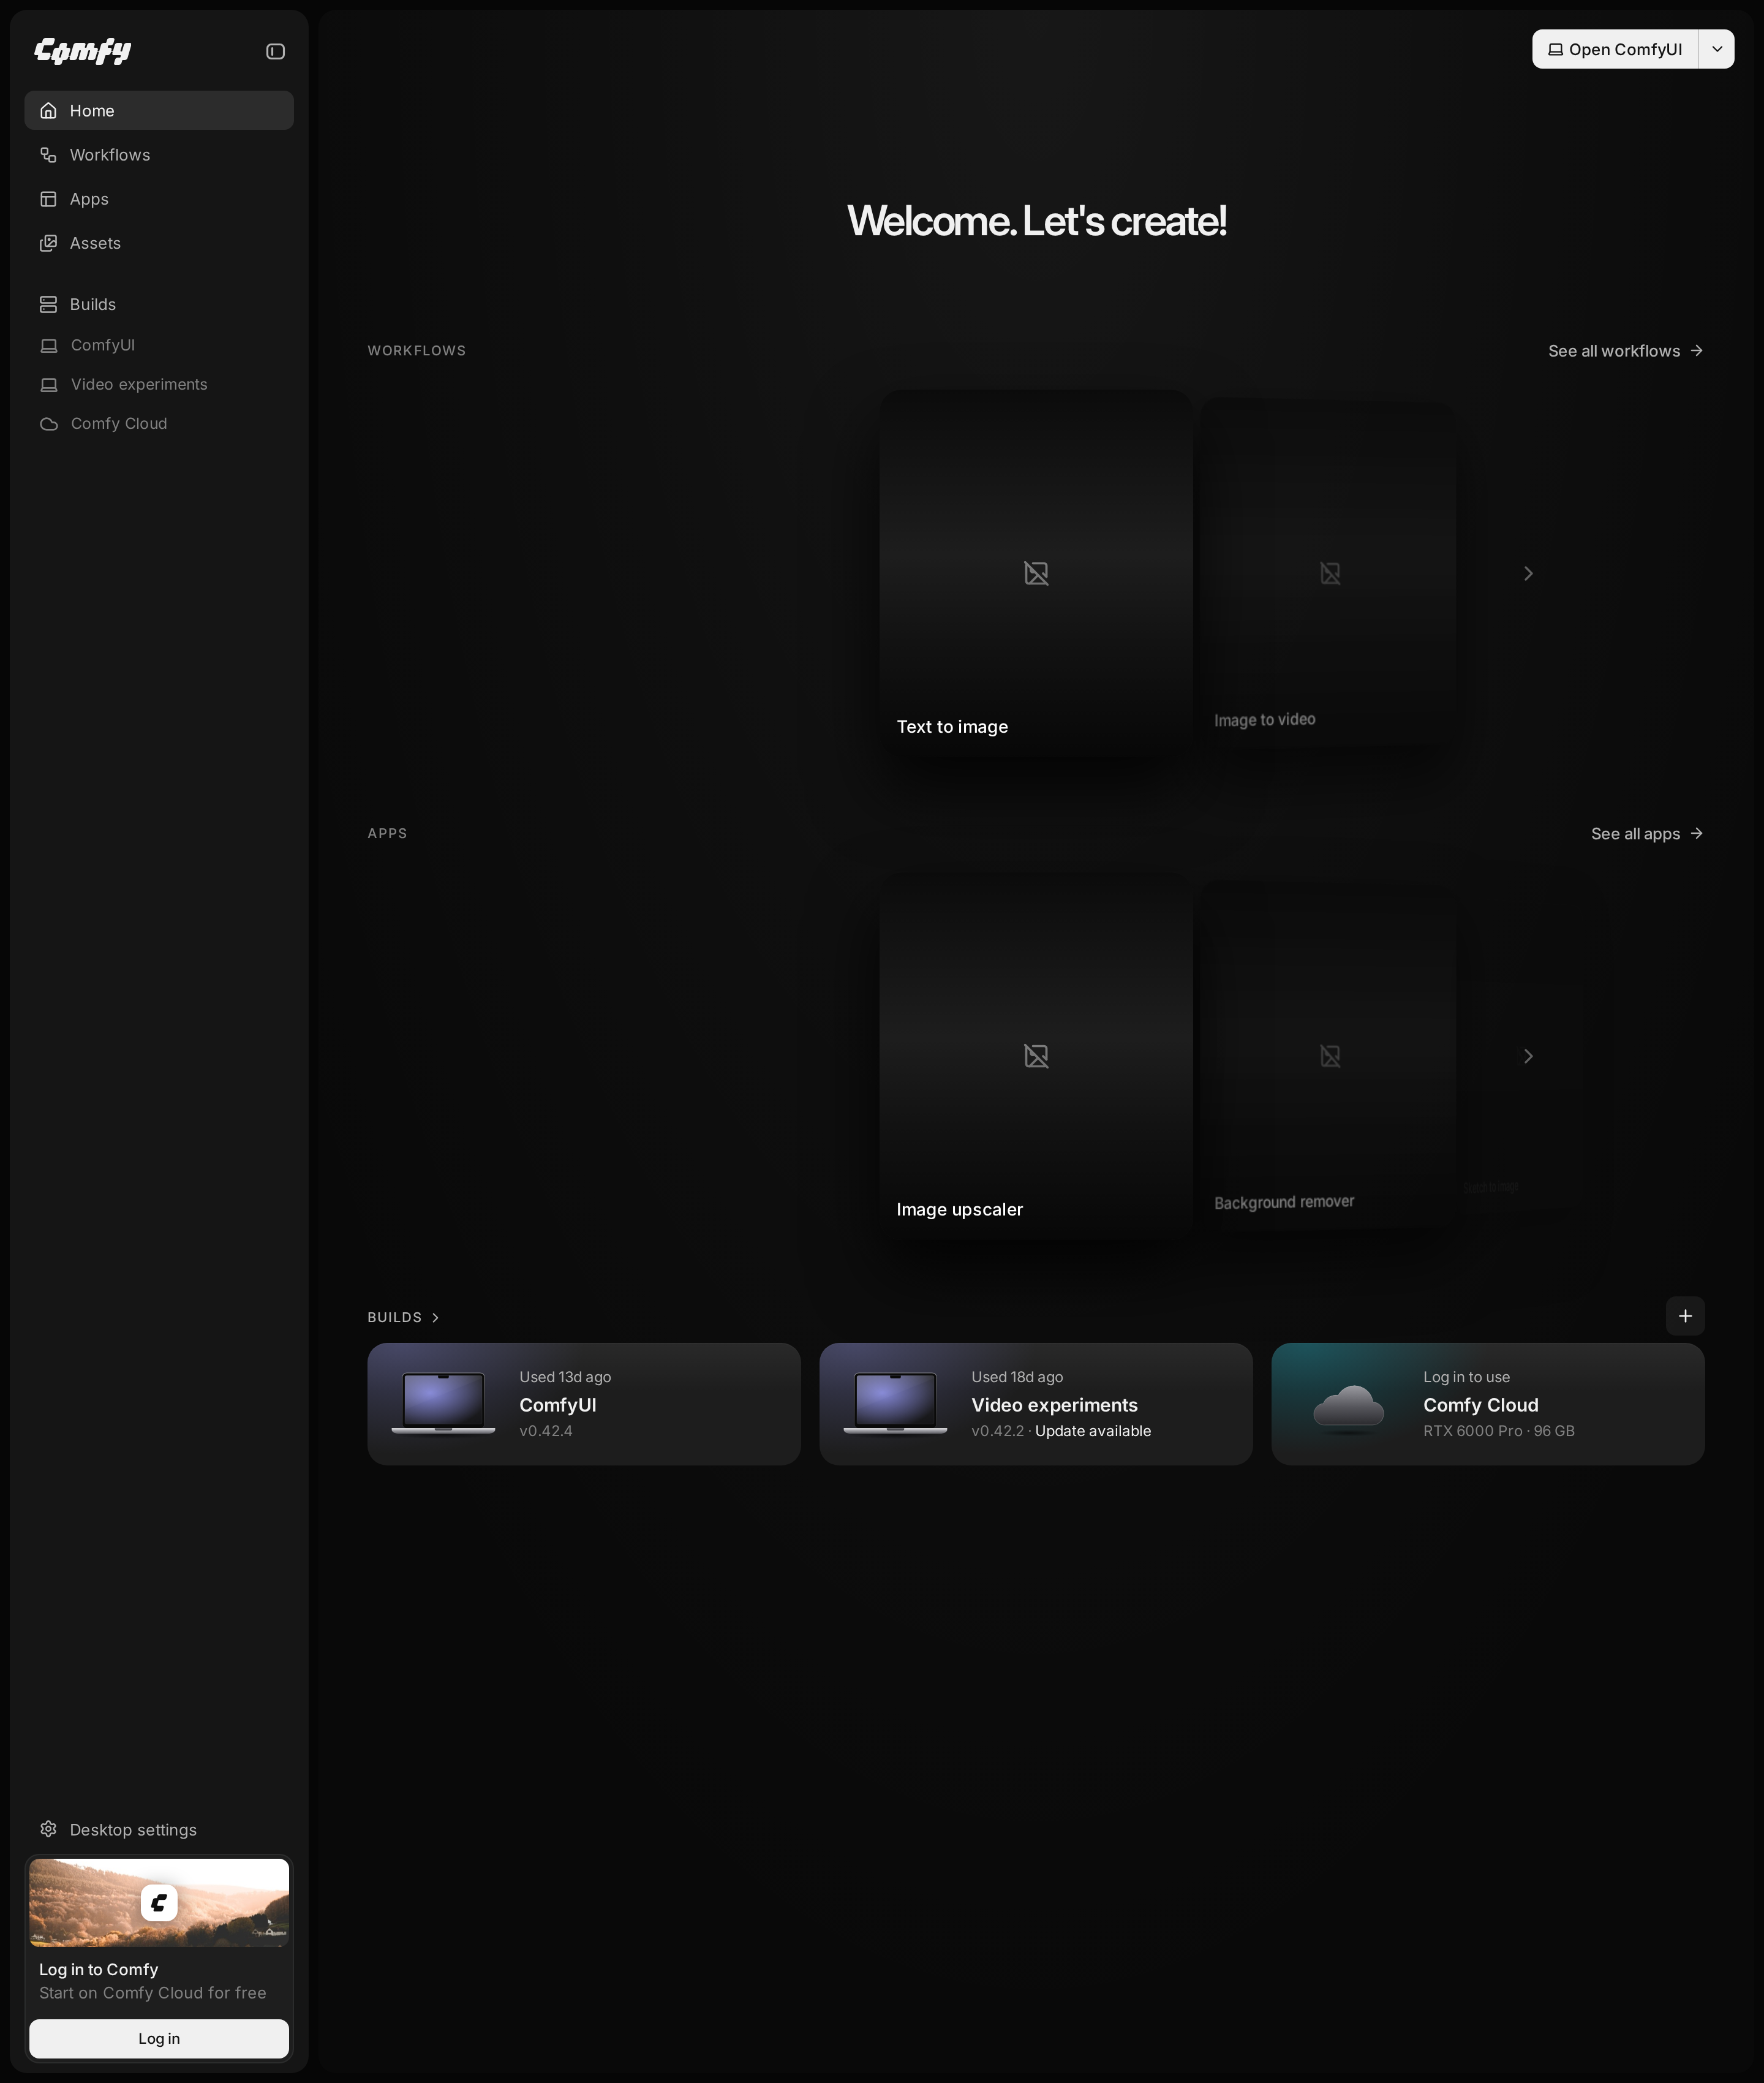 Comfy
Home
Workflows
Apps
Assets
Builds
ComfyUI
Video experiments
Comfy Cloud
Desktop settings
Log in to Comfy
Start on Comfy Cloud for free
Log in
Open ComfyUI
Welcome. Let's create!
WORKFLOWS
See all workflows
Text to image
Image to video
APPS
See all apps
Image upscaler
Background remover
BUILDS
Used 13d ago
ComfyUI
v0.42.4
Used 18d ago
Video experiments
v0.42.2 · Update available
Log in to use
Comfy Cloud
RTX 6000 Pro · 96 GB